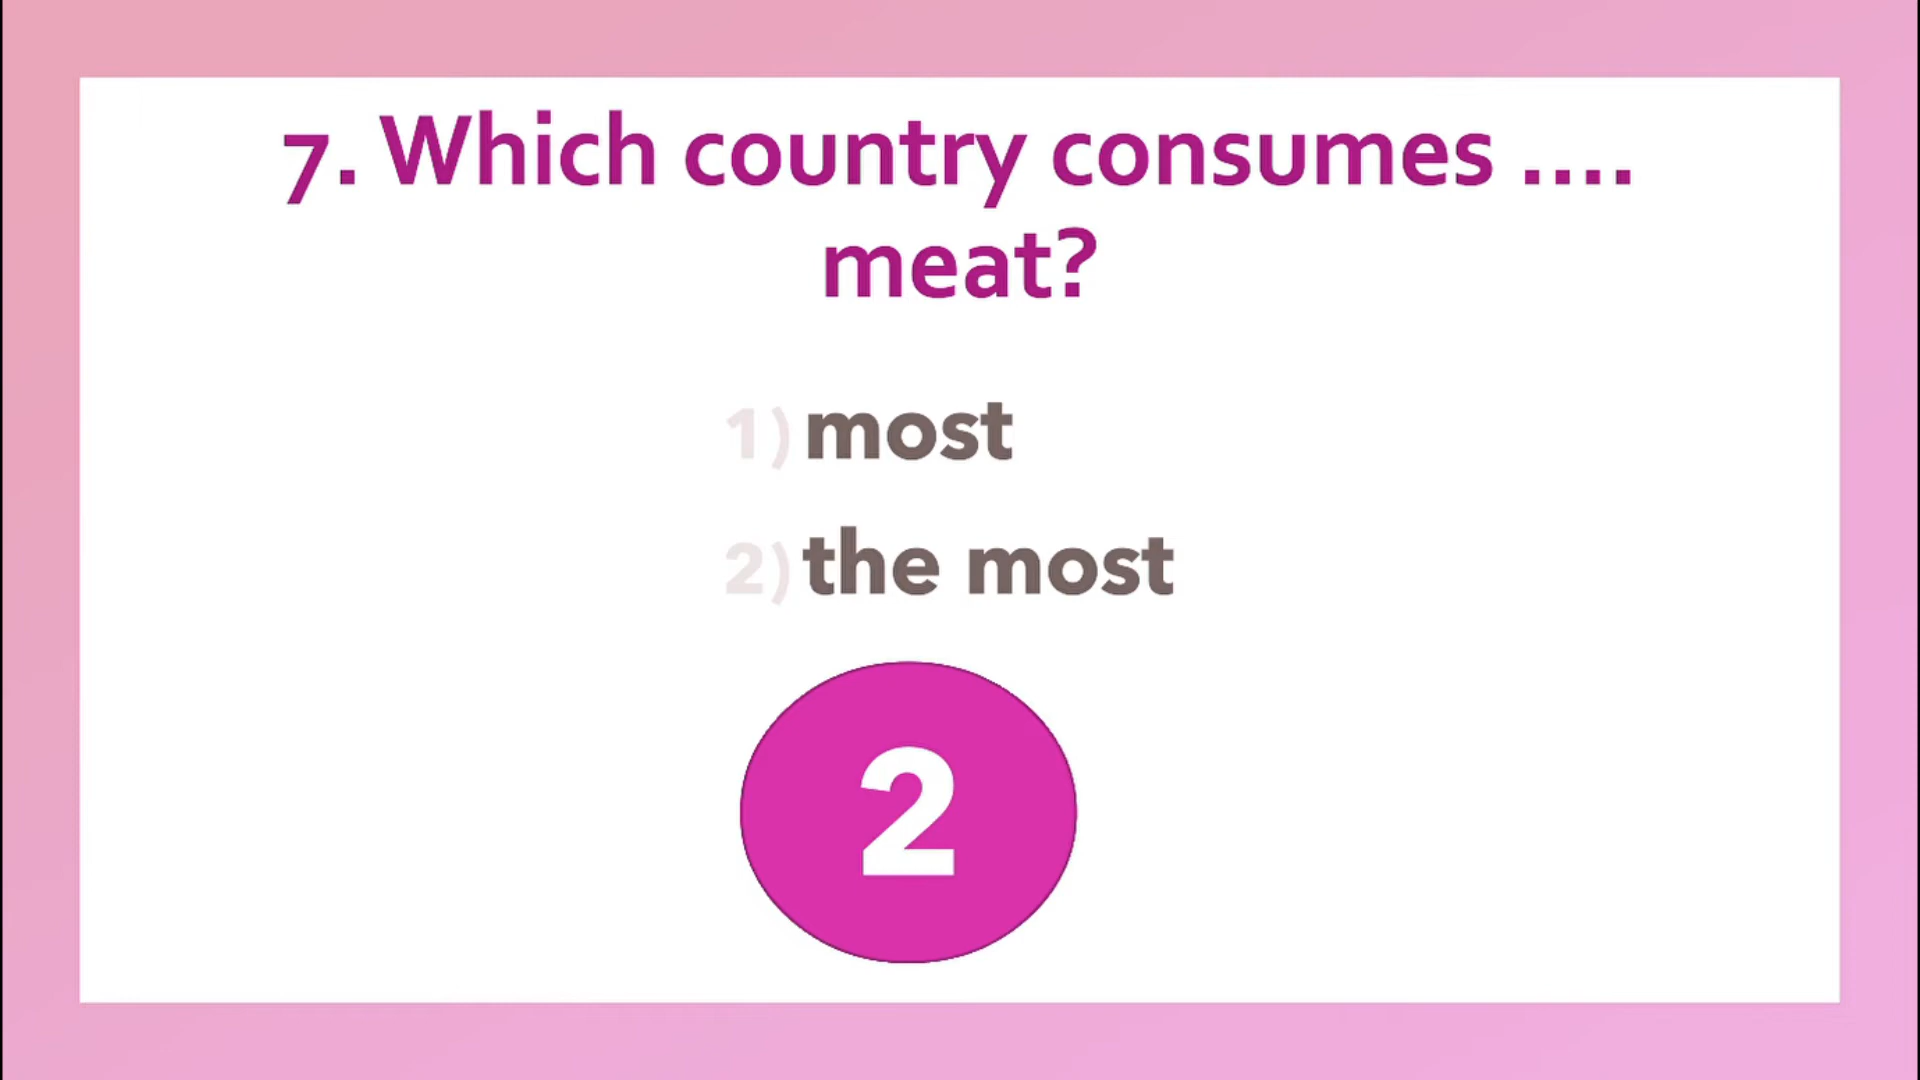 7. Which country consumes ....
meat?
1) most
2) the most
2